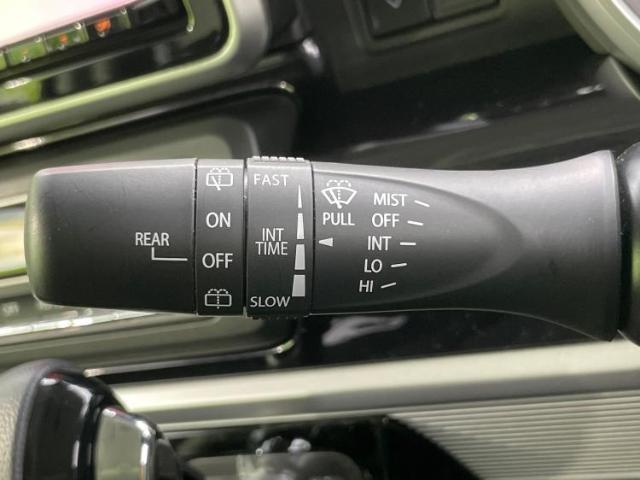 REAR
ON
OFF
FAST
INT
TIME
SLOW
PULL
MIST
OFF
INT
LO
HI